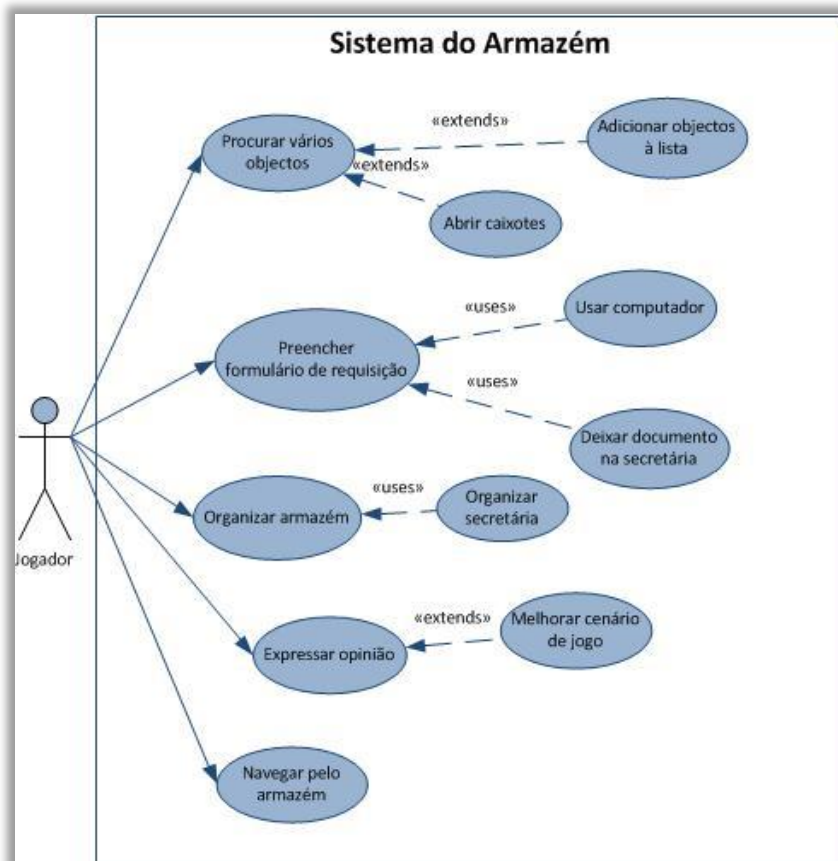 Sistema do Armazém
Procurar vários
objectos
«extends»
Adicionar objectos
à lista
«extends»
Abrir caixotes
Preencher
formulário de requisição
«uses»
Usar computador
«uses»
Deixar documento
na secretária
Organizar armazém
«uses»
Organizar
secretária
Jogador
Expressar opinião
«extends»
Melhorar cenário
de jogo
Navegar pelo
armazém